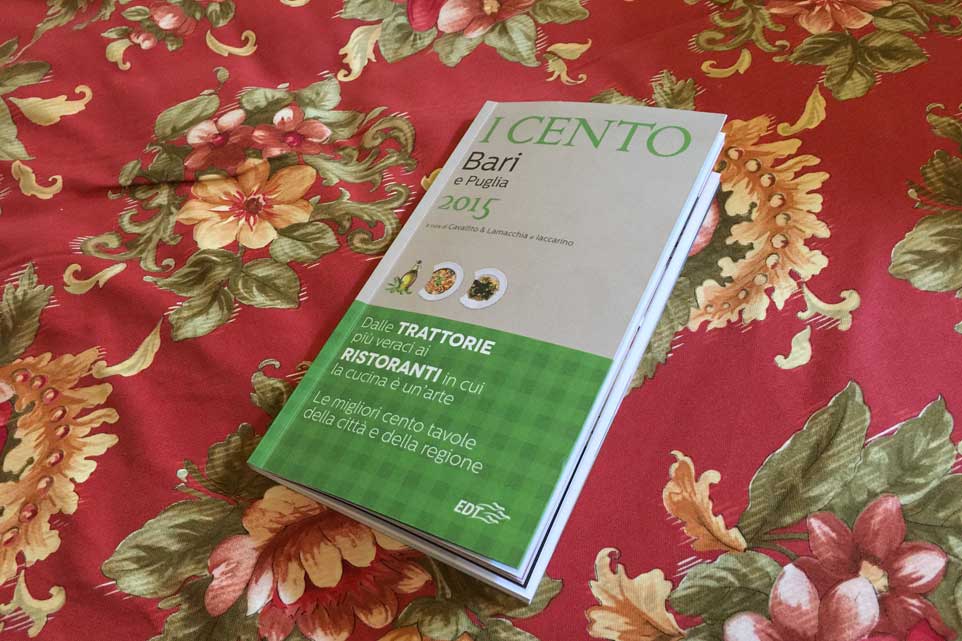 I CENTO
Bari
e Puglia
2015
a cura di Cavallito & Lamacchia e Iaccarino
Dalle TRATTORIE
più veraci ai
RISTORANTI in cui
la cucina è un'arte
Le migliori cento tavole
della città e della regione
EDT